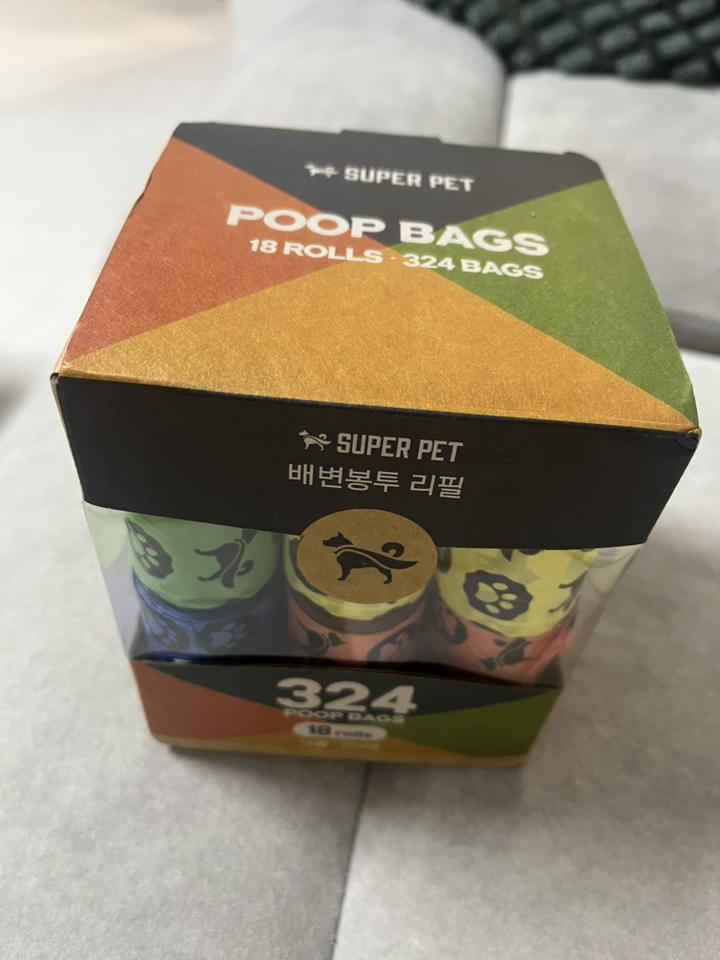 SUPER PET
POOP BAGS
18 ROLLS · 324 BAGS
SUPER PET
배변봉투 리필
324
POOP BAGS
18 rolls